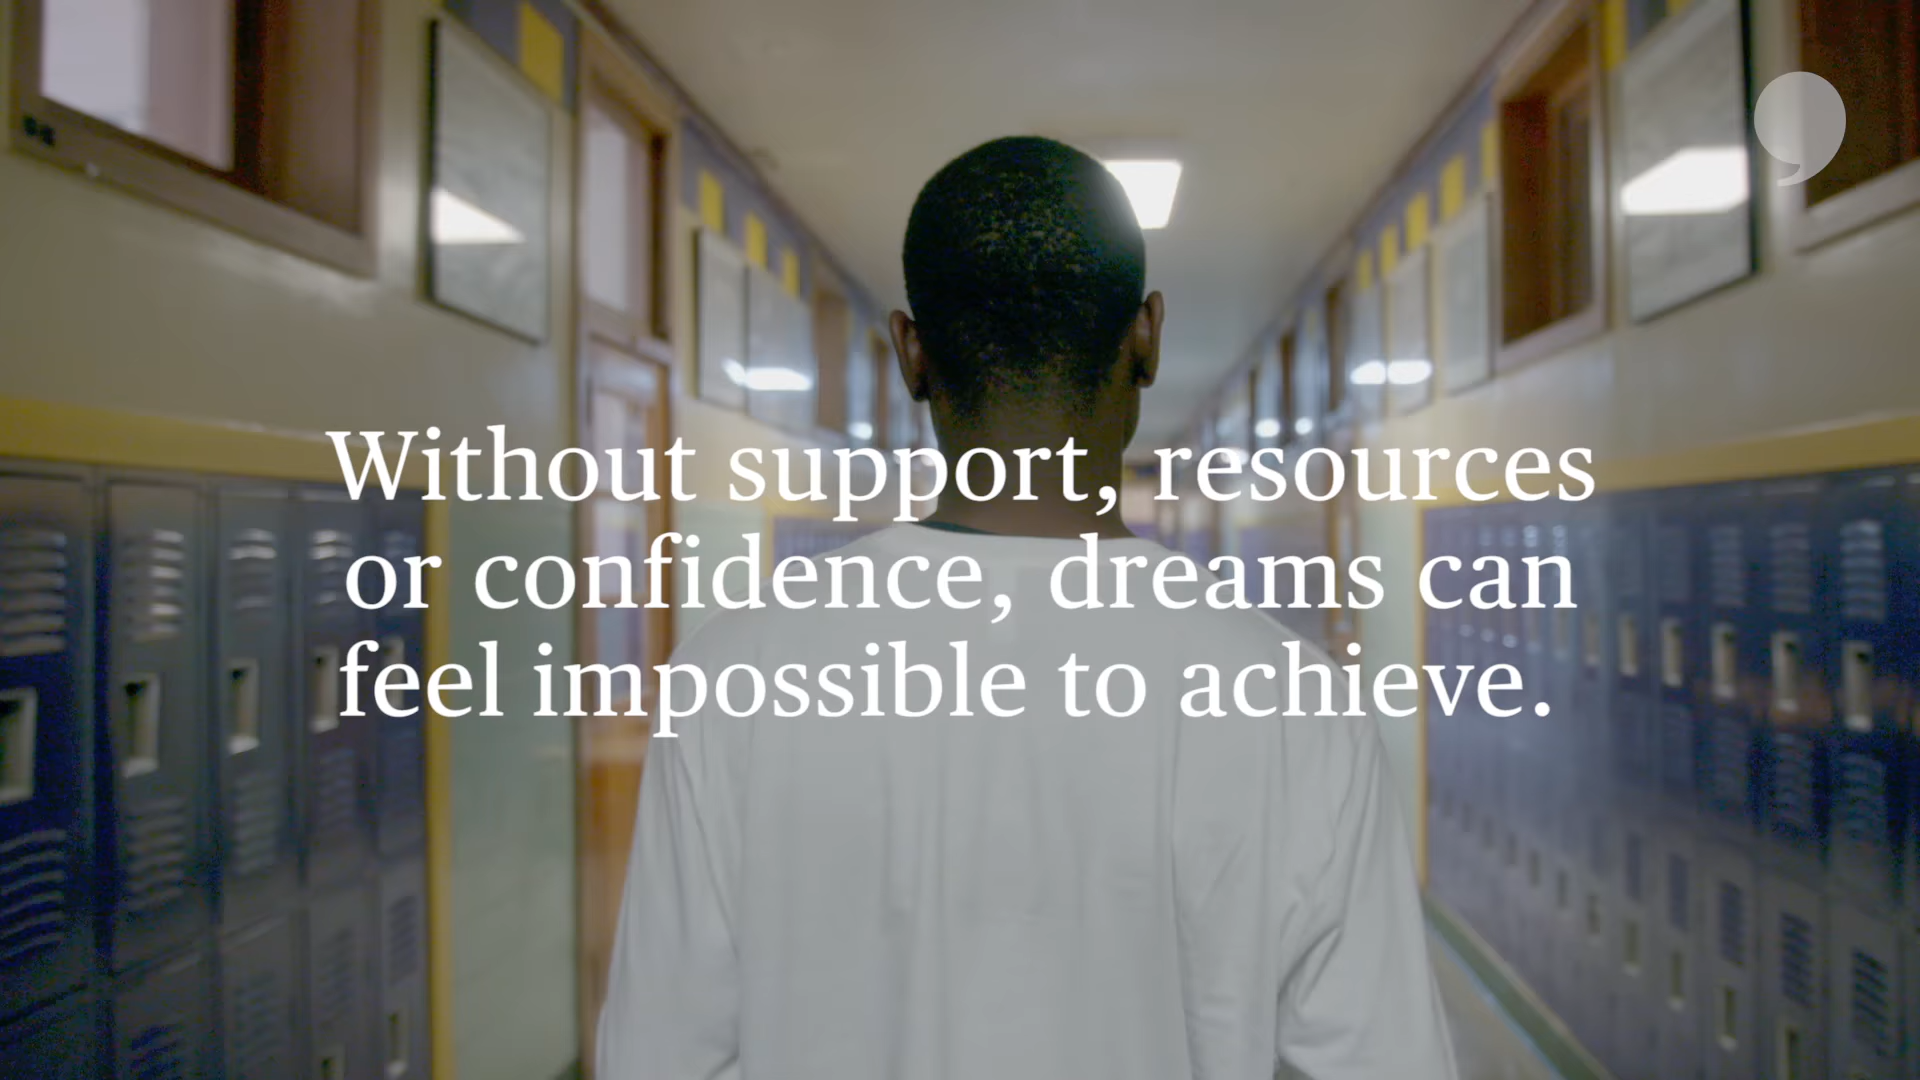 Without support, resources
or confidence, dreams can
feel impossible to achieve.